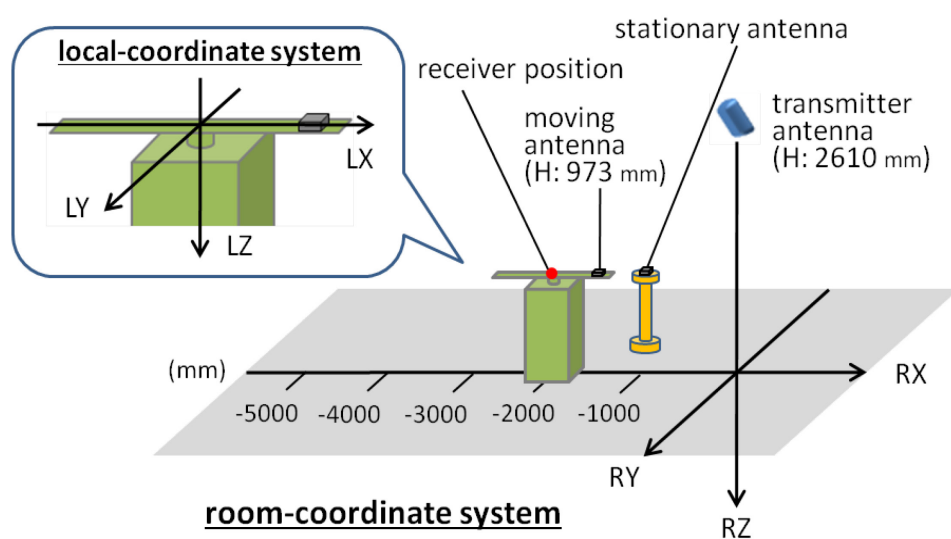 local-coordinate system
LX
LY
LZ
receiver position
stationary antenna
moving
antenna
(H: 973 mm)
transmitter
antenna
(H: 2610 mm)
(mm)
-5000
-4000
-3000
-2000
-1000
RX
RY
RZ
room-coordinate system